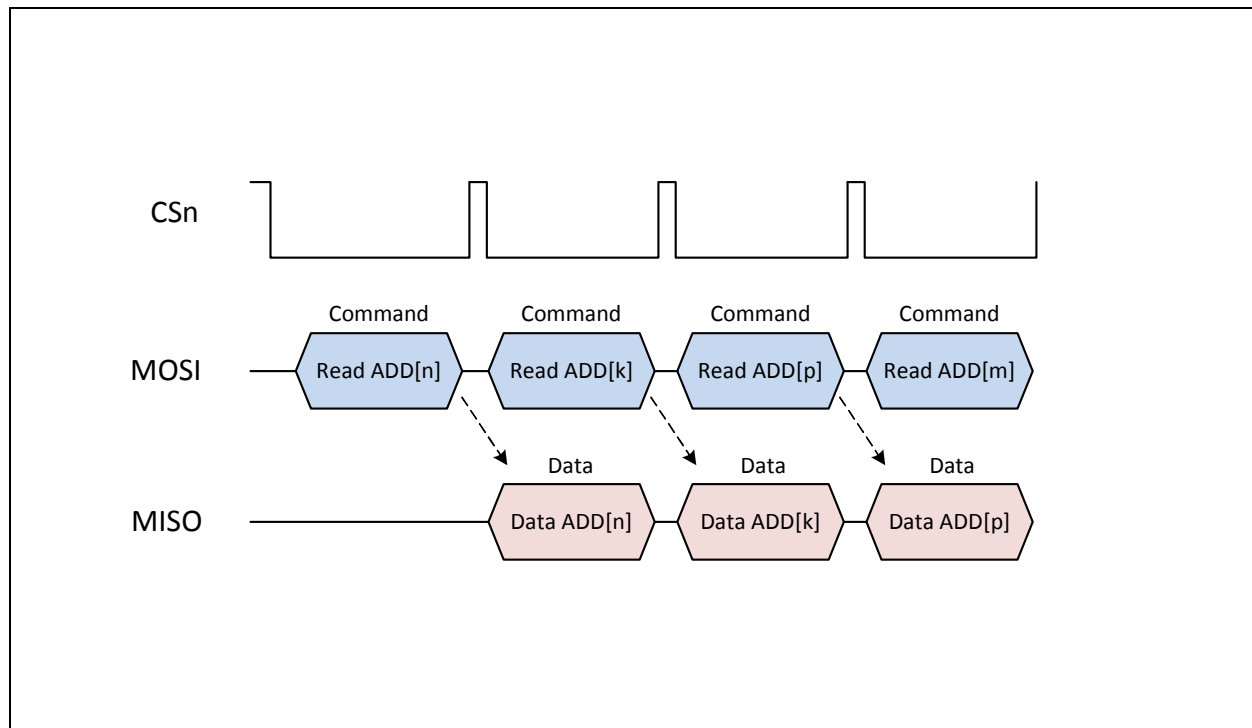 CSn
Command
Command
Command
Command
MOSI
Read ADD[n]
Read ADD[k]
Read ADD[p]
Read ADD[m]
Data
Data
Data
MISO
Data ADD[n]
Data ADD[k]
Data ADD[p]